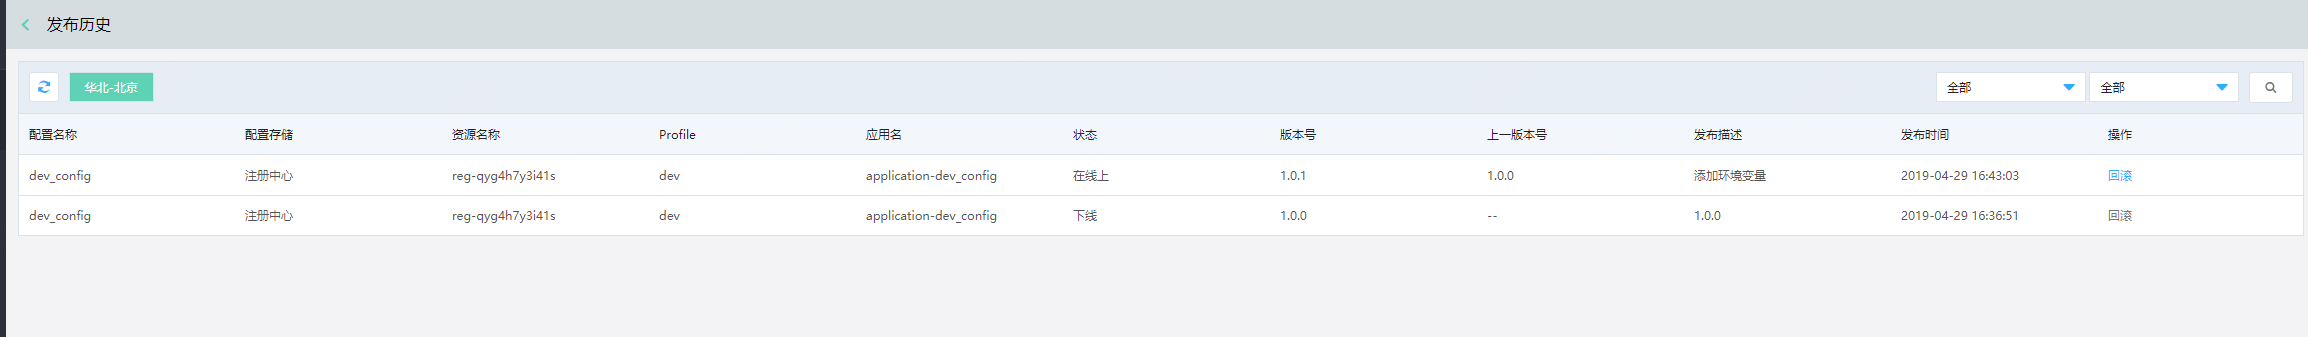 发布历史
华北-北京 全部 全部
配置名称 配置存储 资源名称 Profile 应用名 状态 版本号 上一版本号 发布描述 发布时间 操作
dev_config 注册中心 reg-qyg4h7y3i41s dev application-dev_config 在线上 1.0.1 1.0.0 添加环境变量 2019-04-29 16:43:03 回滚
dev_config 注册中心 reg-qyg4h7y3i41s dev application-dev_config 下线 1.0.0 -- 1.0.0 2019-04-29 16:36:51 回滚